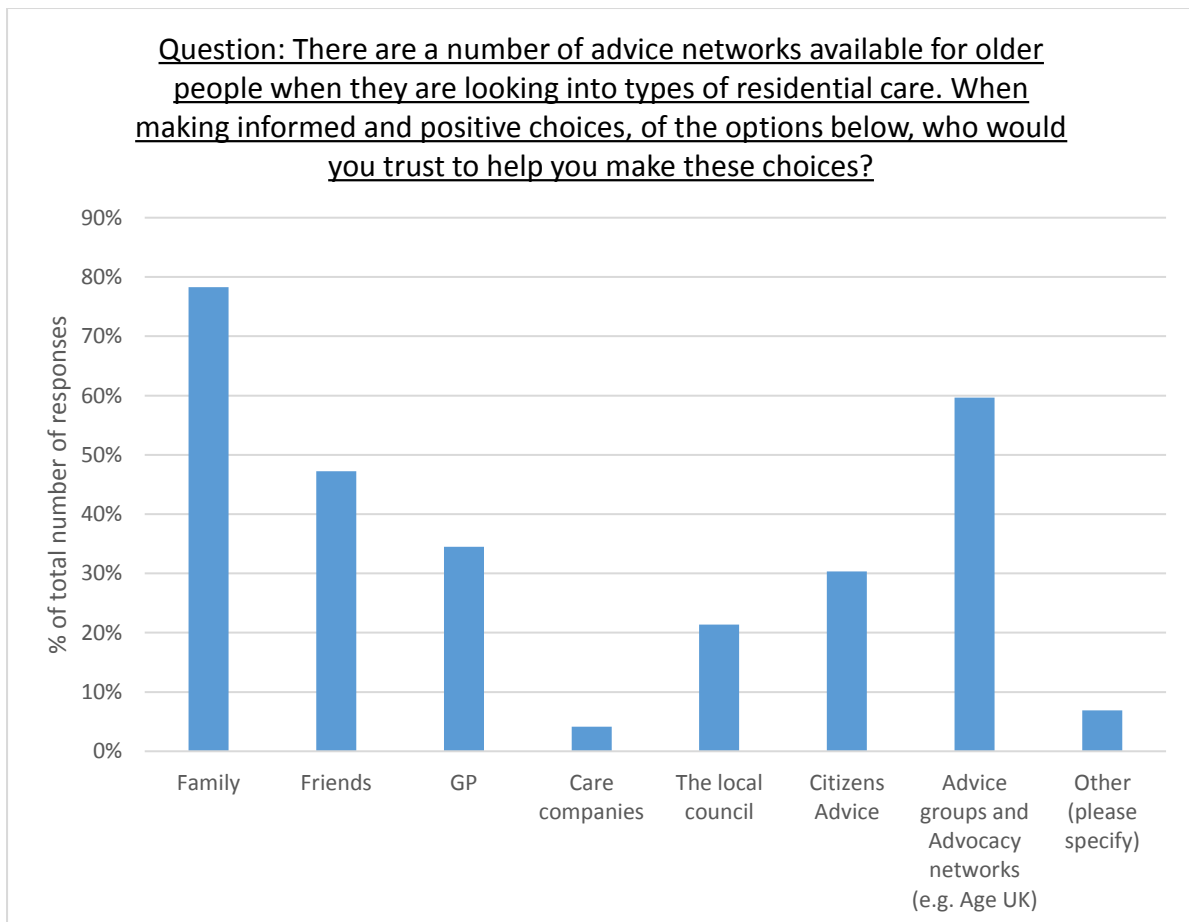 Question: There are a number of advice networks available for older
people when they are looking into types of residential care. When
making informed and positive choices, of the options below, who would
you trust to help you make these choices?
90%
80%
70%
60%
50%
40%
30%
20%
10%
0%
% of total number of responses
Family
Friends
GP
Care
companies
The local
council
Citizens
Advice
Advice
groups and
Advocacy
networks
(e.g. Age UK)
Other
(please
specify)